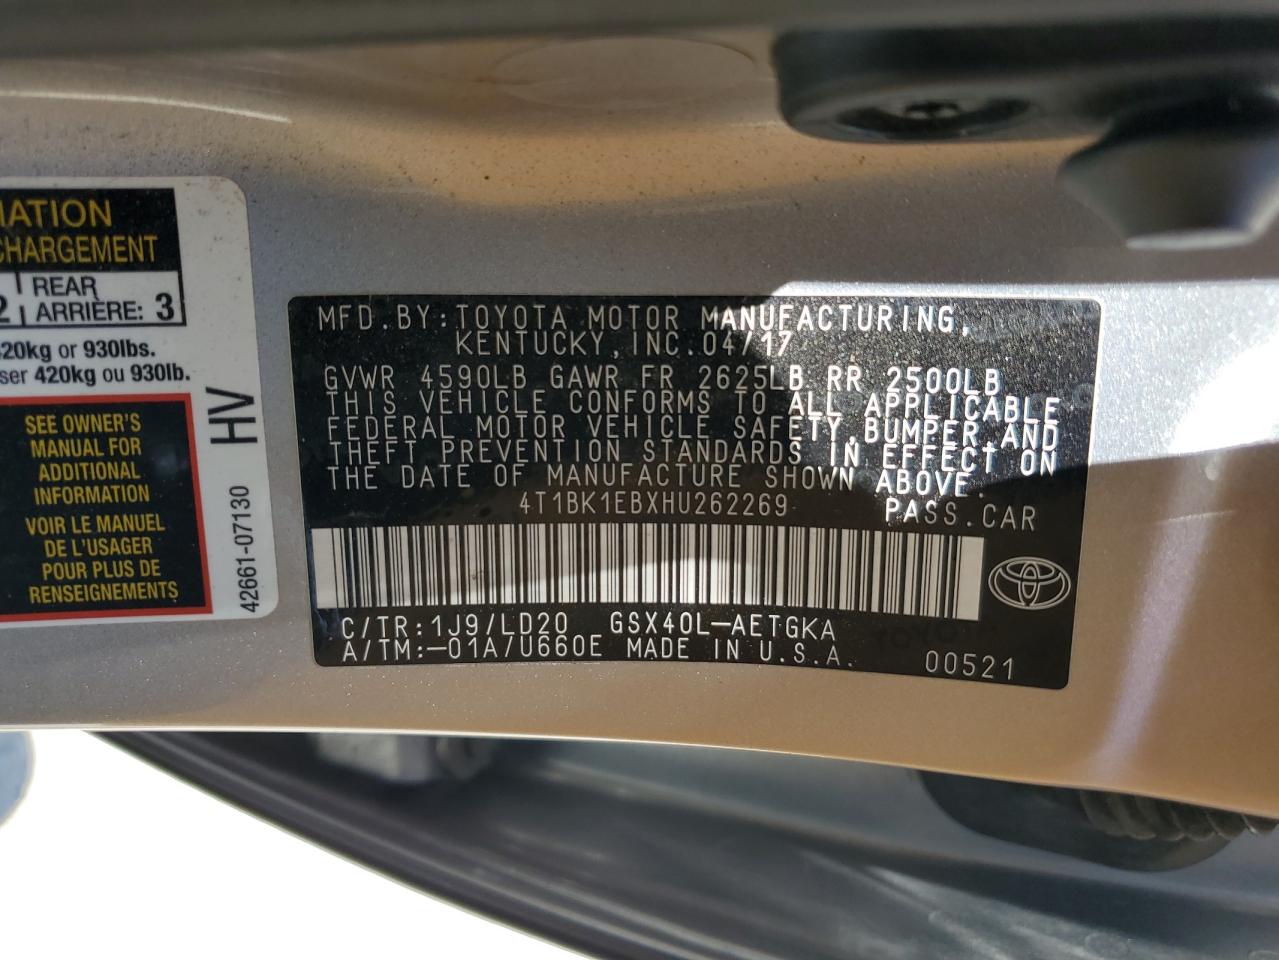 IATION
CHARGEMENT
2 REAR
ARRIÈRE: 3
420kg or 930lbs.
ser 420kg ou 930lb.
SEE OWNER'S
MANUAL FOR
ADDITIONAL
INFORMATION
VOIR LE MANUEL
DE L'USAGER
POUR PLUS DE
RENSEIGNEMENTS
HV
42661-07130
MFD.BY:TOYOTA MOTOR MANUFACTURING,
KENTUCKY,INC.04/17
GVWR 4590LB GAWR FR 2625LB RR 2500LB
THIS VEHICLE CONFORMS TO ALL APPLICABLE
FEDERAL MOTOR VEHICLE SAFETY,BUMPER,AND
THEFT PREVENTION STANDARDS IN EFFECT ON
THE DATE OF MANUFACTURE SHOWN ABOVE.
4T1BK1EBXHU262269 PASS.CAR
C/TR:1J9/LD20 GSX40L-AETGKA
A/TM:-01A/U660E MADE IN U.S.A.
TOYOTA
00521